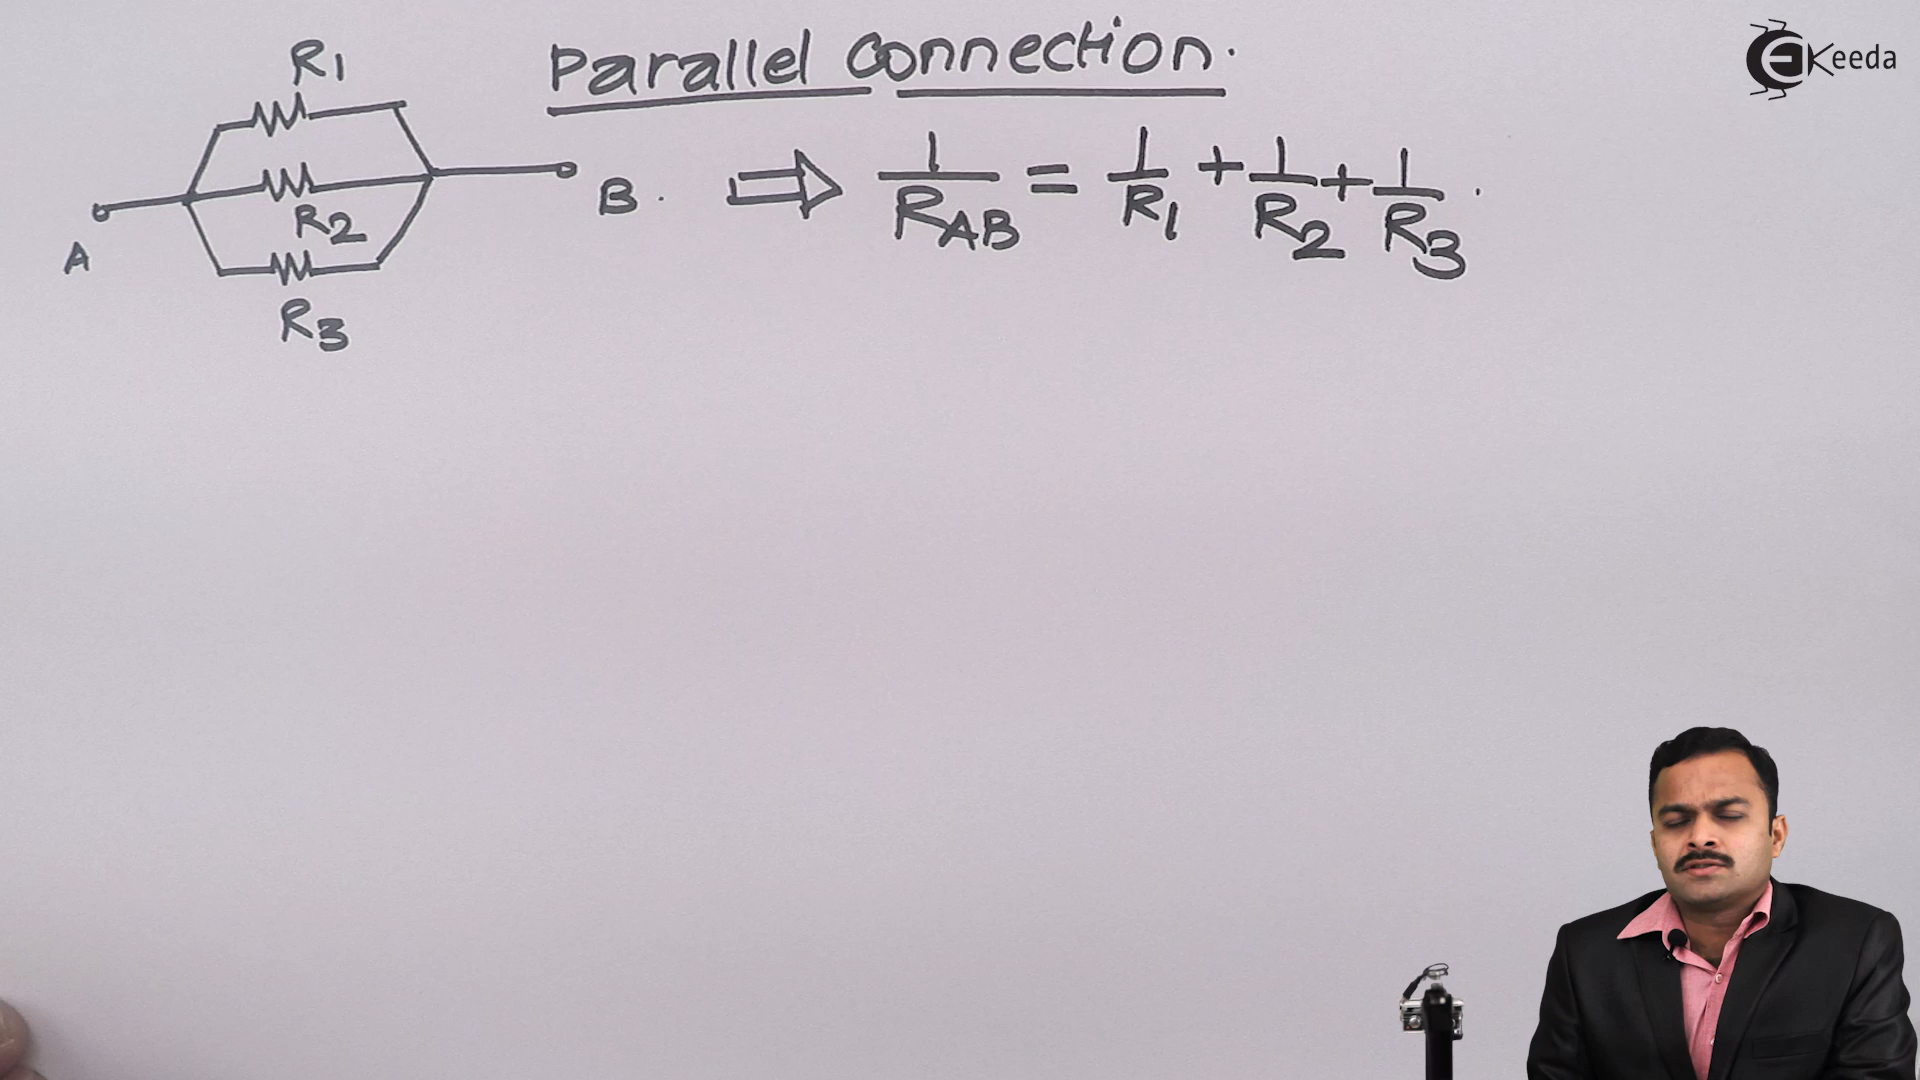 Parallel Connection.
R1
R2
R3
A
B.
⇒ 1/RAB = 1/R1 + 1/R2 + 1/R3.
EKeeda